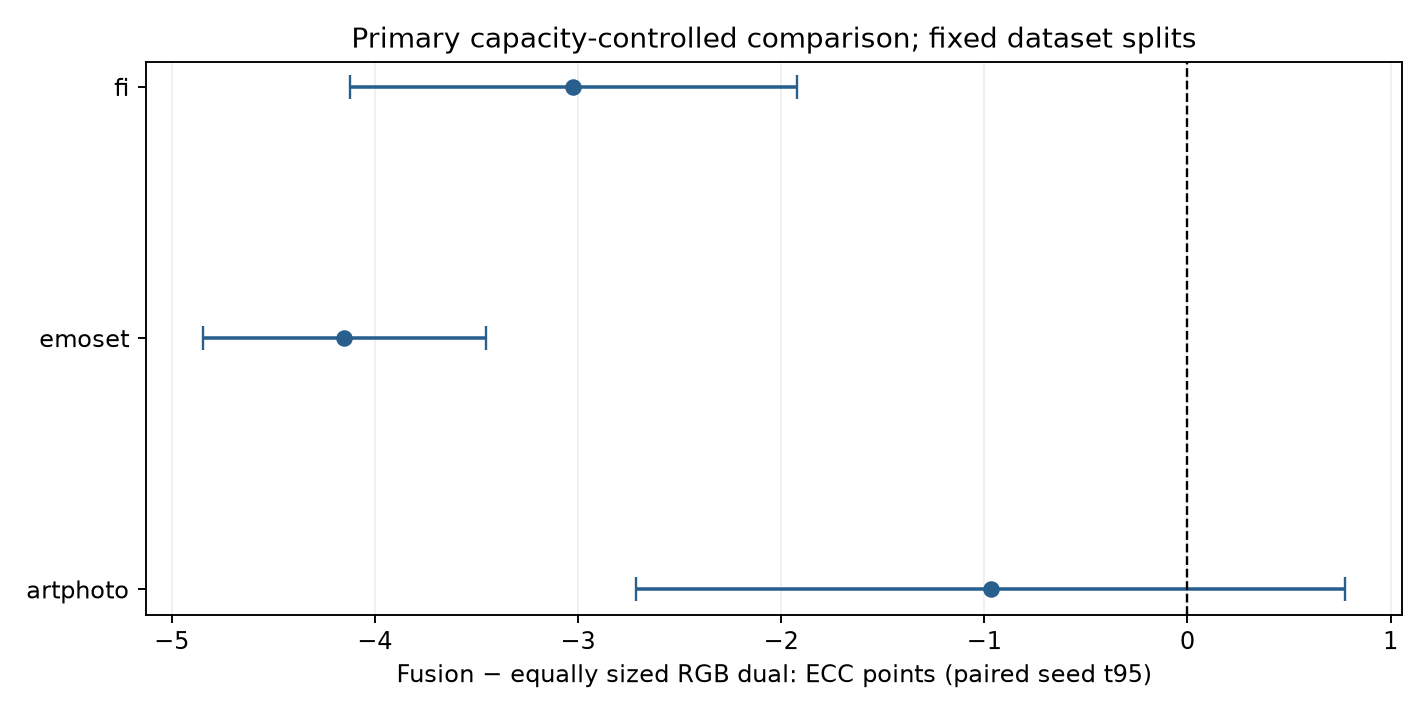 Primary capacity-controlled comparison; fixed dataset splits
fi
emoset
artphoto
−5 −4 −3 −2 −1 0 1
Fusion − equally sized RGB dual: ECC points (paired seed t95)